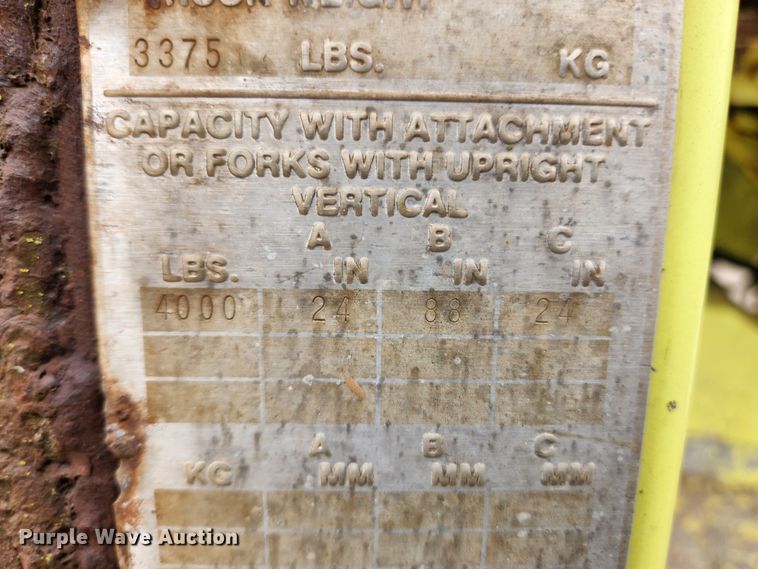 WEIGHT
3375 LBS. KG
CAPACITY WITH ATTACHMENT
OR FORKS WITH UPRIGHT
VERTICAL
A B C
LBS. IN IN IN
4000 24 88 24
A B C
KG MM MM MM
Purple Wave Auction